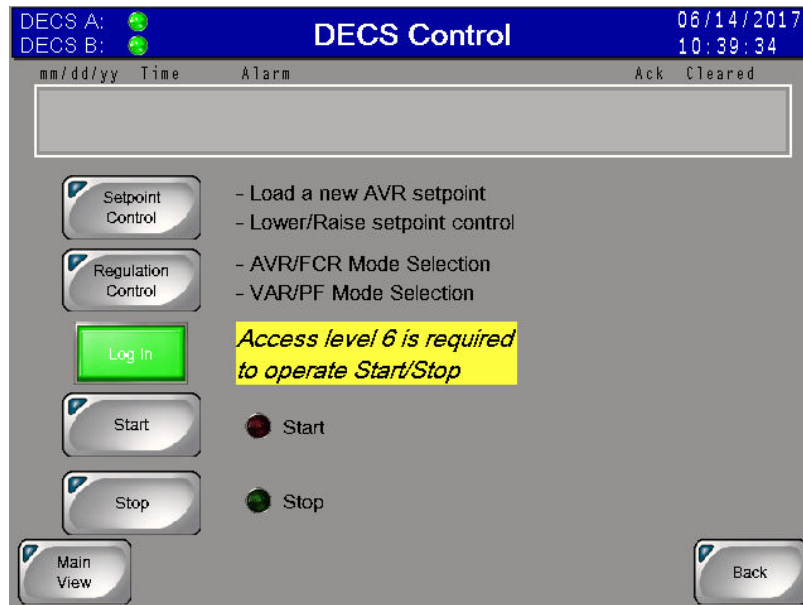 DECS A:
DECS B:
DECS Control
06/14/2017
10:39:34
mm/dd/yy Time Alarm Ack Cleared
Setpoint
Control
- Load a new AVR setpoint
- Lower/Raise setpoint control
Regulation
Control
- AVR/FCR Mode Selection
- VAR/PF Mode Selection
Log In
Access level 6 is required
to operate Start/Stop
Start
Start
Stop
Stop
Main
View
Back